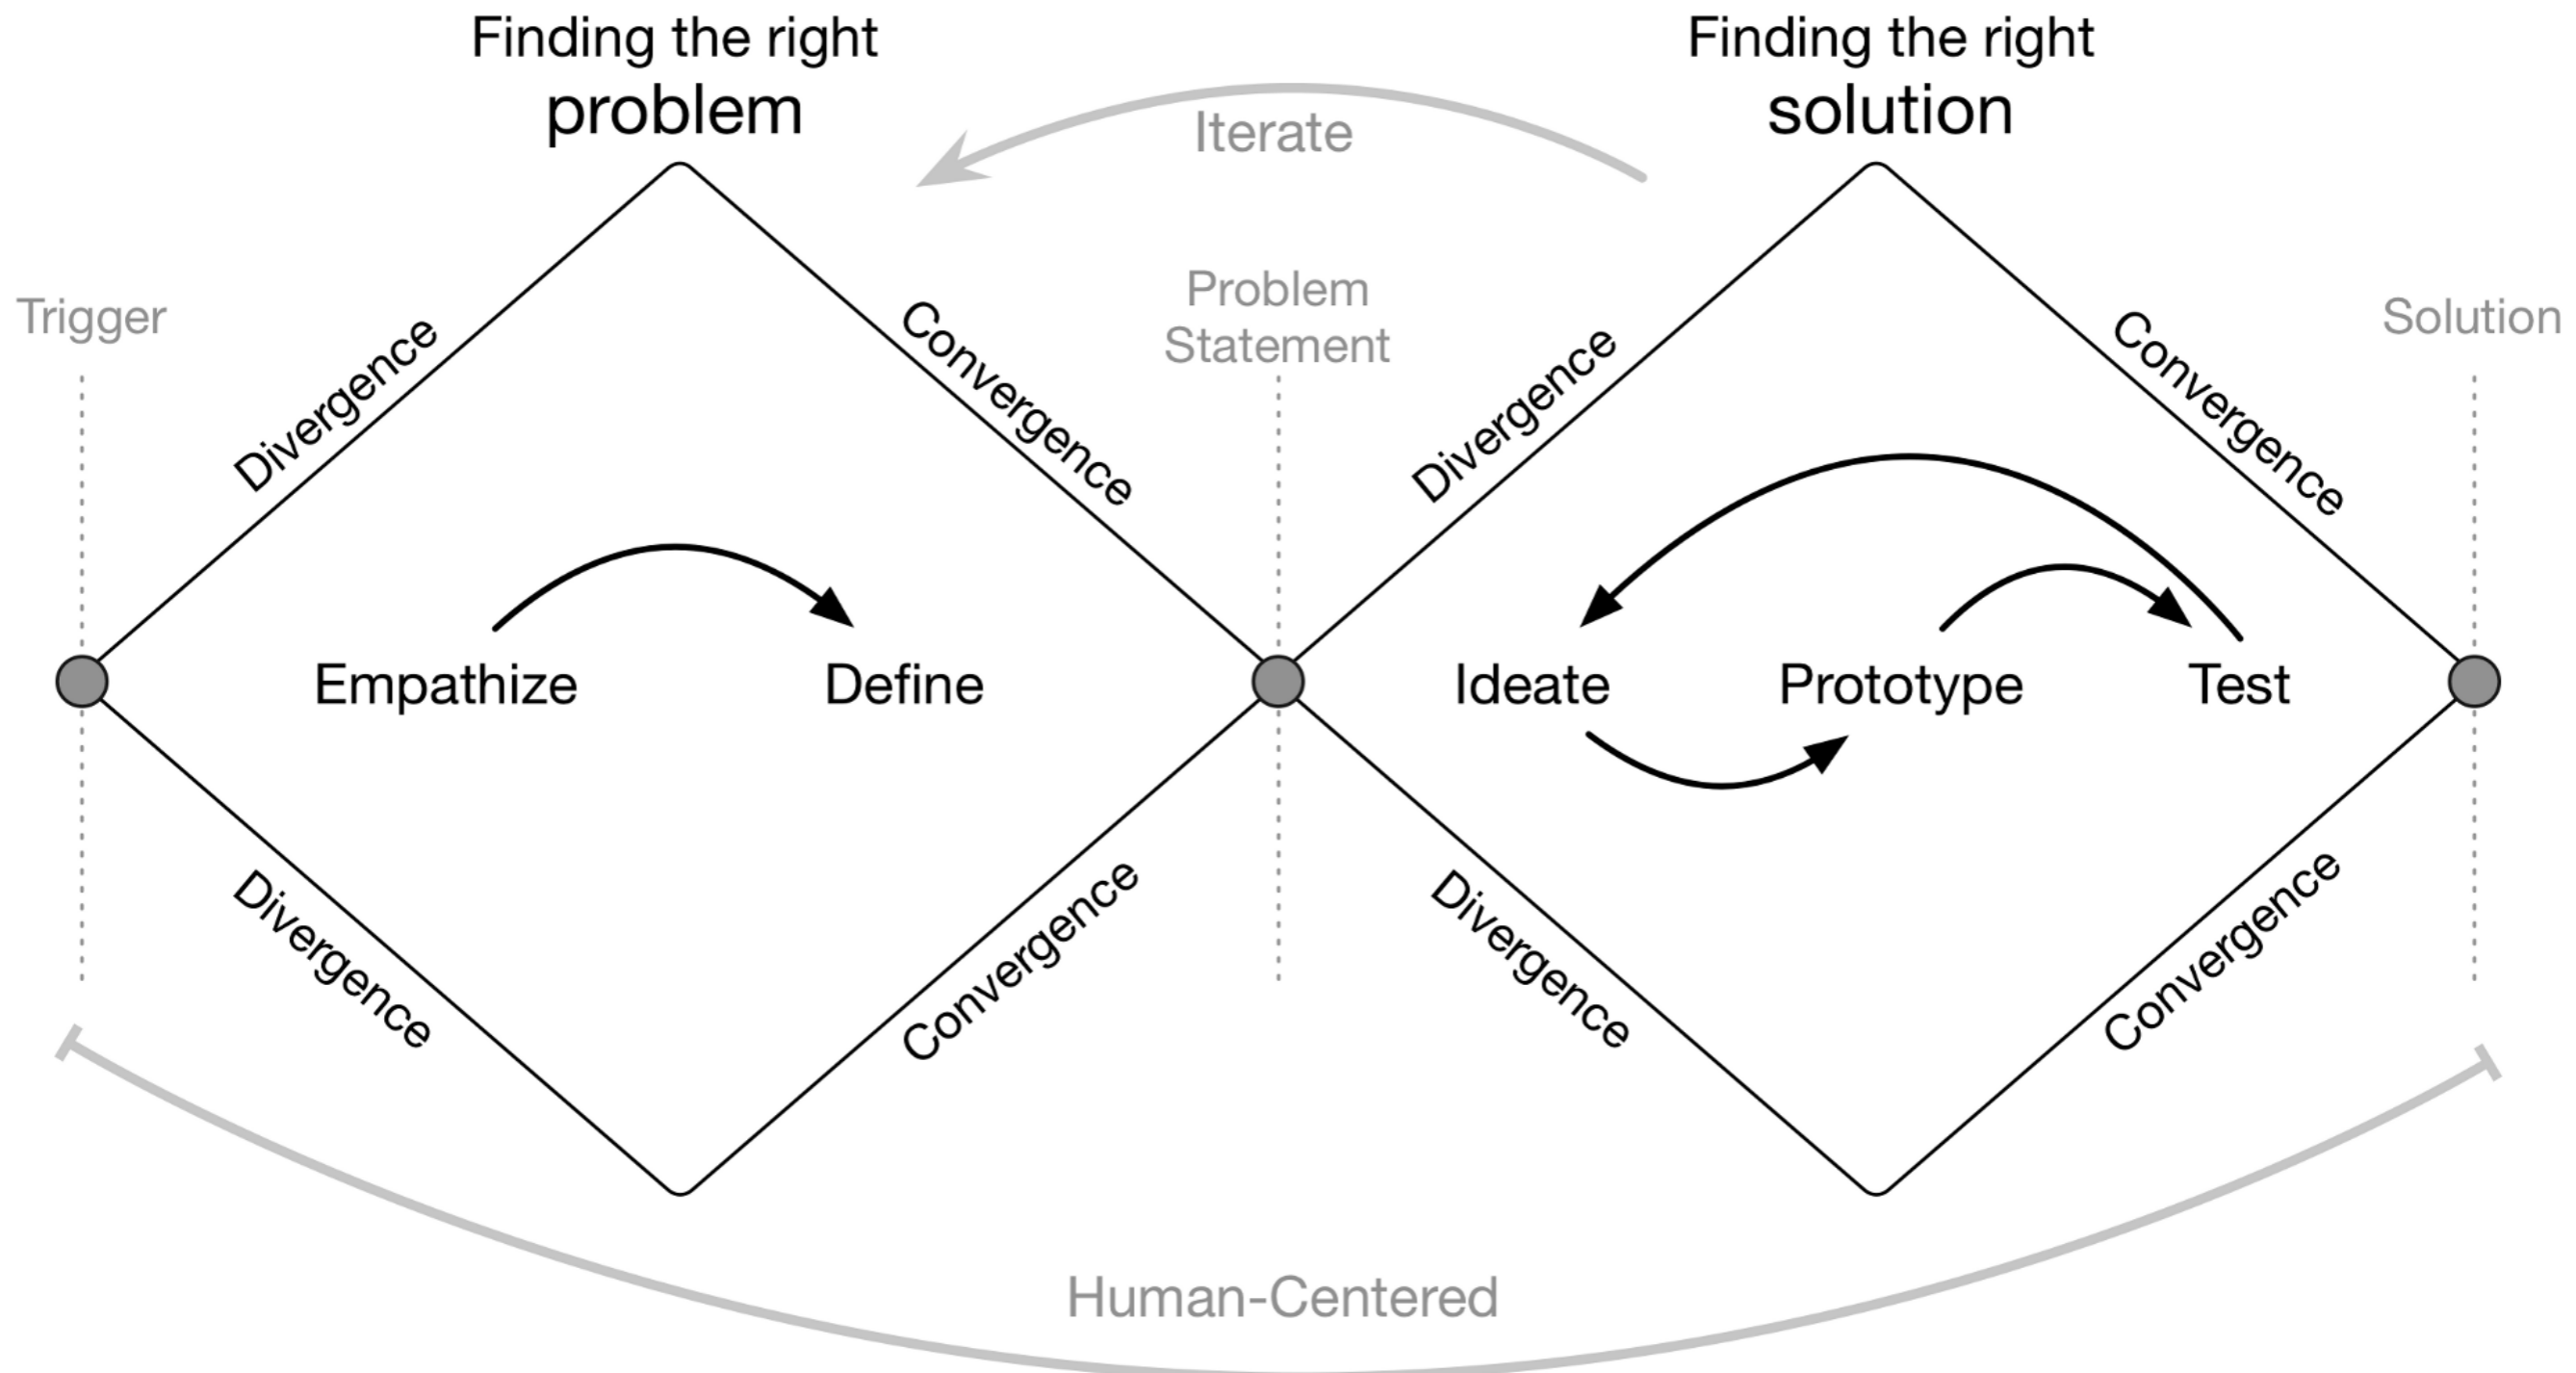 Finding the right
problem
Finding the right
solution
Iterate
Trigger
Problem
Statement
Solution
Divergence
Convergence
Divergence
Convergence
Empathize
Define
Ideate
Prototype
Test
Divergence
Convergence
Divergence
Convergence
Human-Centered